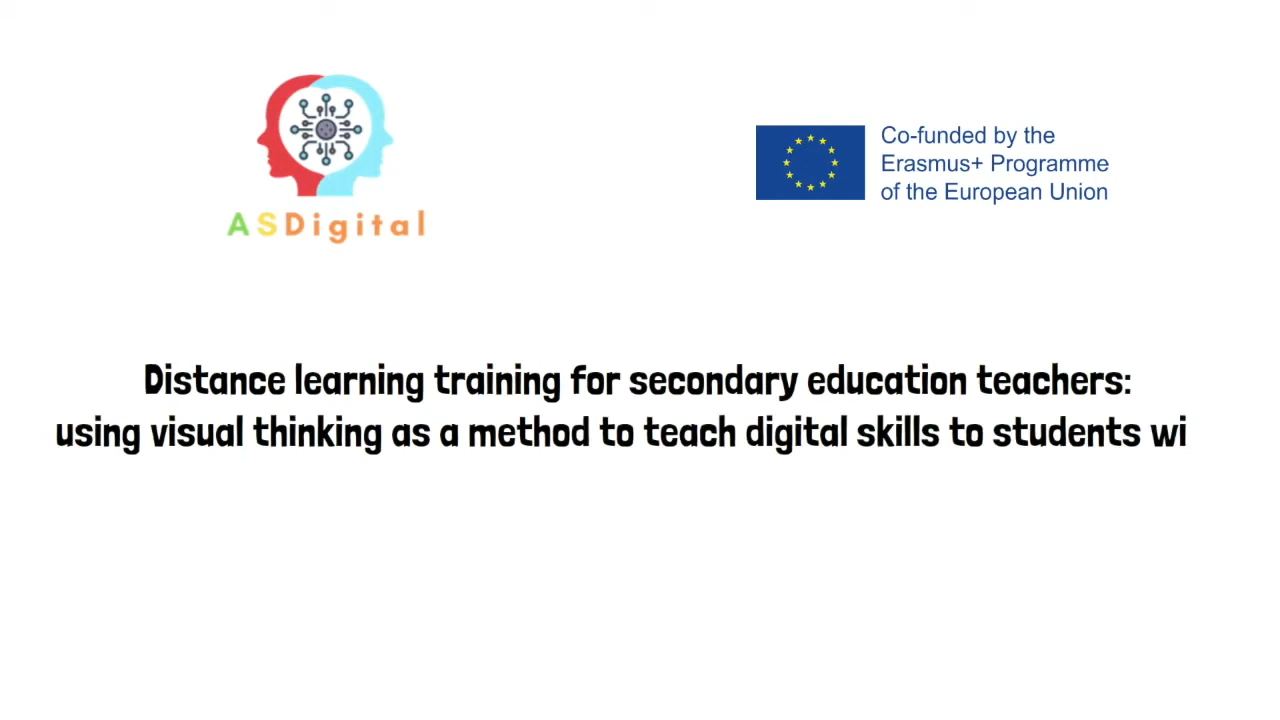 ASDigital
Co-funded by the
Erasmus+ Programme
of the European Union
Distance learning training for secondary education teachers:
using visual thinking as a method to teach digital skills to students wi